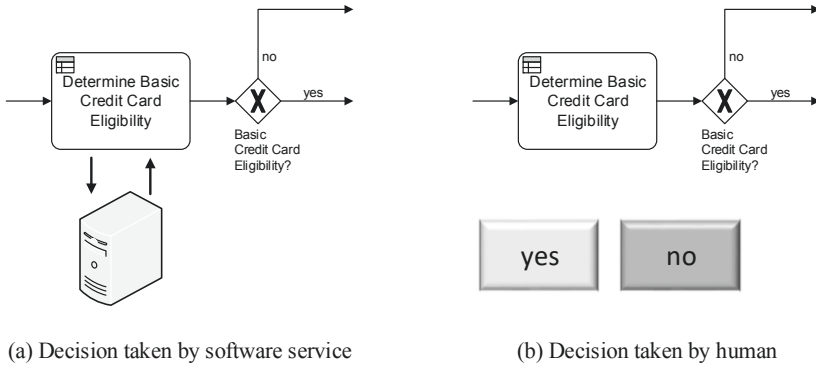 no
Determine Basic
Credit Card
Eligibility
yes
Basic
Credit Card
Eligibility?
(a) Decision taken by software service
no
Determine Basic
Credit Card
Eligibility
yes
Basic
Credit Card
Eligibility?
yes
no
(b) Decision taken by human